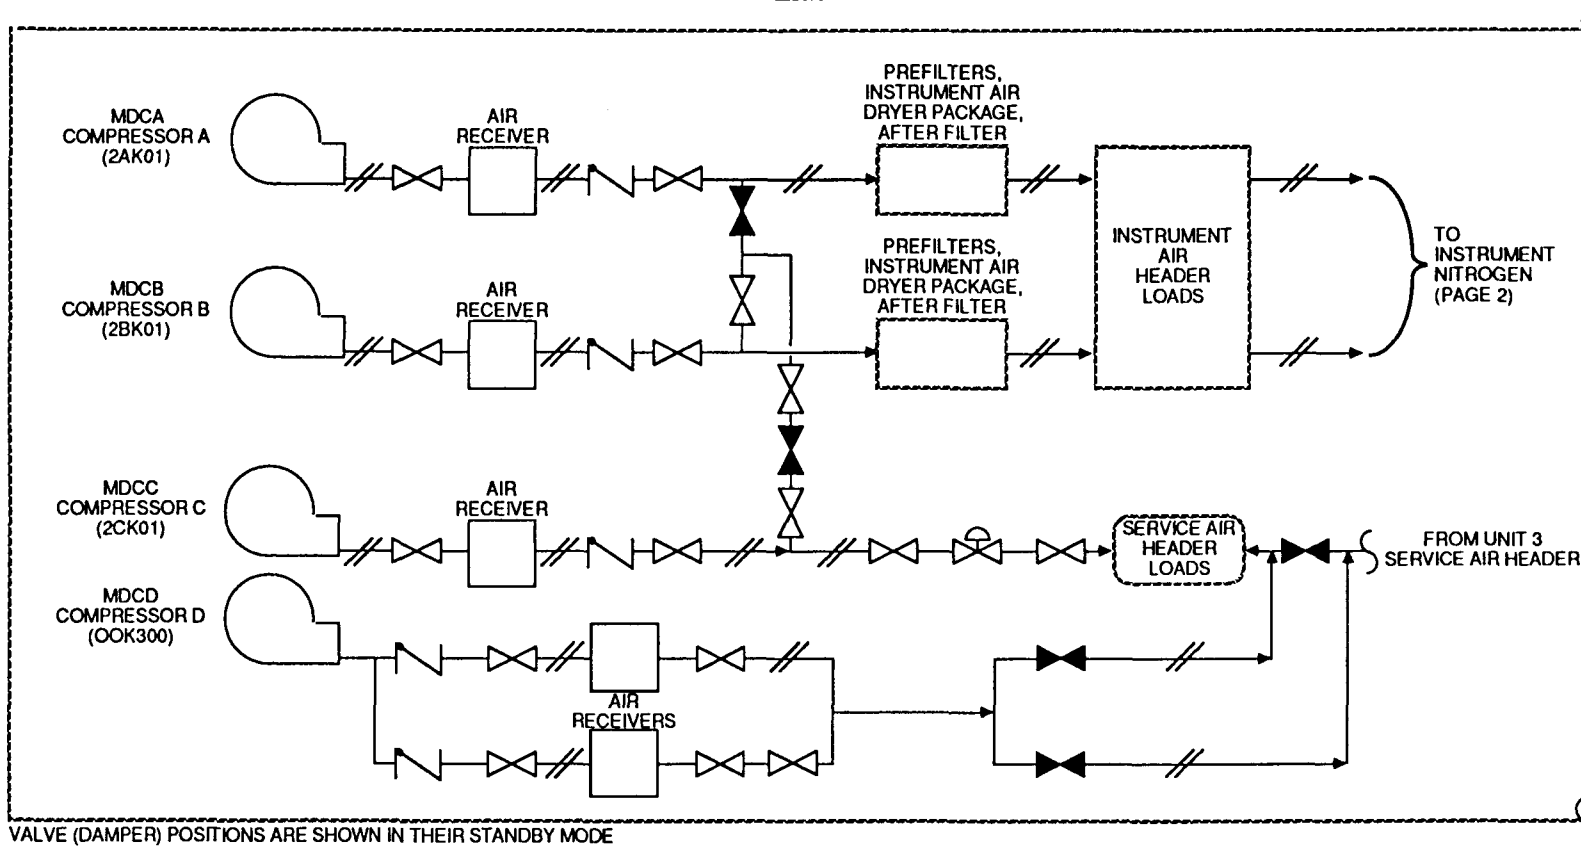 MDCA
COMPRESSOR A
(2AK01)
AIR
RECEIVER
PREFILTERS,
INSTRUMENT AIR
DRYER PACKAGE,
AFTER FILTER
MDCB
COMPRESSOR B
(2BK01)
AIR
RECEIVER
PREFILTERS,
INSTRUMENT AIR
DRYER PACKAGE,
AFTER FILTER
INSTRUMENT
AIR
HEADER
LOADS
TO
INSTRUMENT
NITROGEN
(PAGE 2)
MDCC
COMPRESSOR C
(2CK01)
AIR
RECEIVER
SERVICE AIR
HEADER
LOADS
FROM UNIT 3
SERVICE AIR HEADER
MDCD
COMPRESSOR D
(OOK300)
AIR
RECEIVERS
VALVE (DAMPER) POSITIONS ARE SHOWN IN THEIR STANDBY MODE